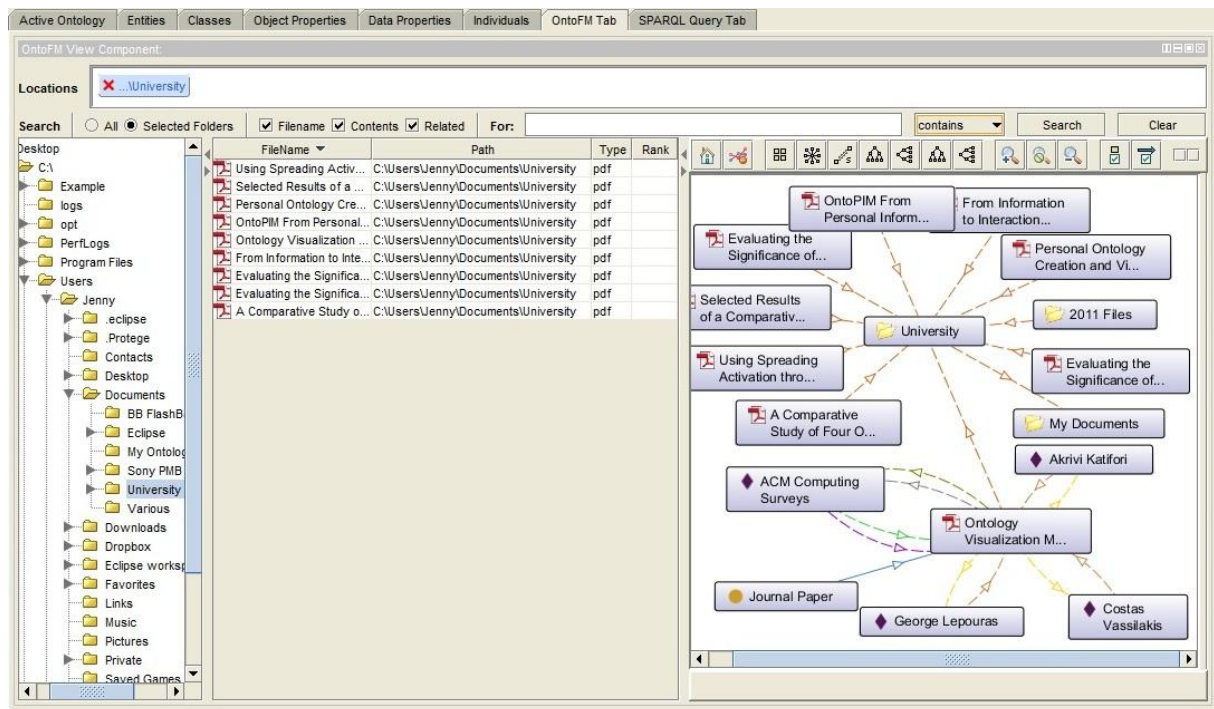 Active Ontology Entities Classes Object Properties Data Properties Individuals OntoFM Tab SPARQL Query Tab
OntoFM View Component:
Locations ...\University
Search All Selected Folders Filename Contents Related For: contains Search Clear
Desktop
C:\
Example
logs
opt
PerfLogs
Program Files
Users
Jenny
.eclipse
.Protege
Contacts
Desktop
Documents
BB FlashB
Eclipse
My Ontolog
Sony PMB
University
Various
Downloads
Dropbox
Eclipse worksp
Favorites
Links
Music
Pictures
Private
Saved Games
FileName Path Type Rank
Using Spreading Activ... C:\Users\Jenny\Documents\University pdf
Selected Results of a ... C:\Users\Jenny\Documents\University pdf
Personal Ontology Cre... C:\Users\Jenny\Documents\University pdf
OntoPIM From Personal... C:\Users\Jenny\Documents\University pdf
Ontology Visualization ... C:\Users\Jenny\Documents\University pdf
From Information to Inte... C:\Users\Jenny\Documents\University pdf
Evaluating the Significa... C:\Users\Jenny\Documents\University pdf
Evaluating the Significa... C:\Users\Jenny\Documents\University pdf
A Comparative Study o... C:\Users\Jenny\Documents\University pdf
OntoPIM From
Personal Inform...
From Information
to Interaction...
Evaluating the
Significance of...
Personal Ontology
Creation and Vi...
Selected Results
of a Comparativ...
University
2011 Files
Using Spreading
Activation thro...
Evaluating the
Significance of...
A Comparative
Study of Four O...
My Documents
Akrivi Katifori
ACM Computing
Surveys
Ontology
Visualization M...
Journal Paper
George Lepouras
Costas
Vassilakis